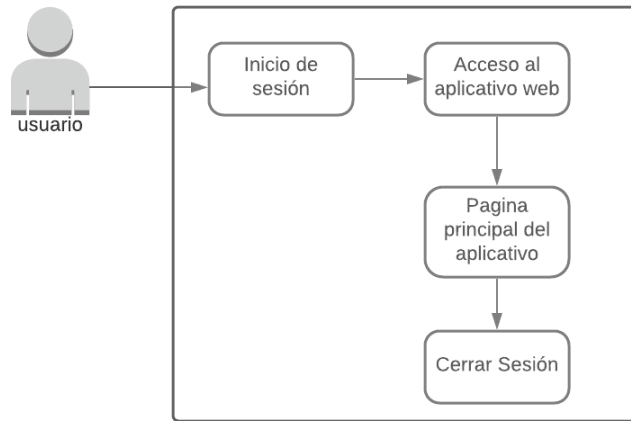 usuario
Inicio de
sesión
Acceso al
aplicativo web
Pagina
principal del
aplicativo
Cerrar Sesión